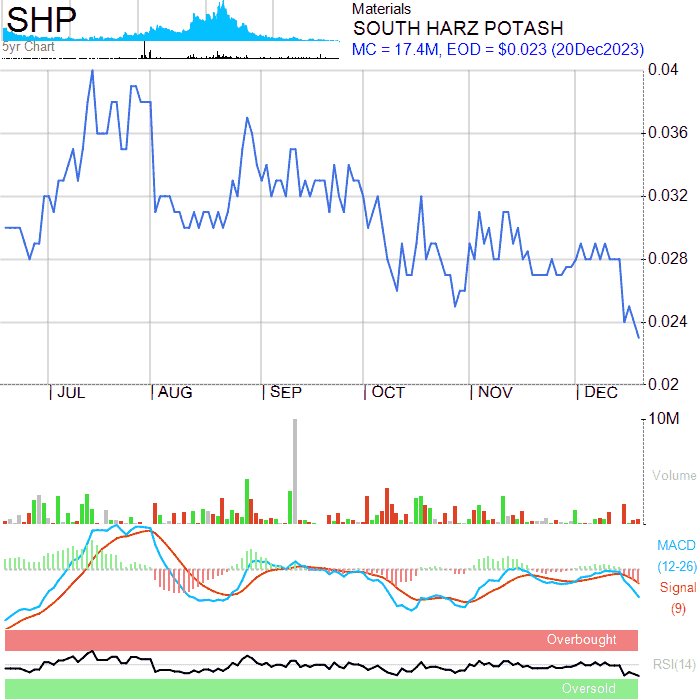 SHP
5yr Chart
Materials
SOUTH HARZ POTASH
MC = 17.4M, EOD = $0.023 (20Dec2023)
0.04
0.036
0.032
0.028
0.024
0.02
JUL AUG SEP OCT NOV DEC
10M
Volume
MACD
(12-26)
Signal
(9)
Overbought
RSI(14)
Oversold